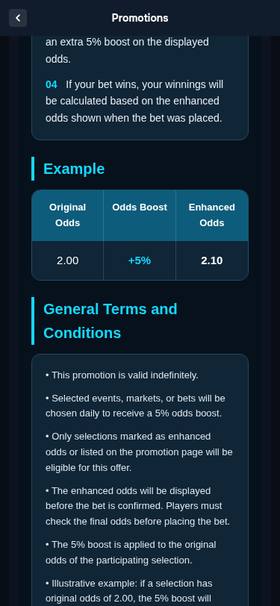 Promotions
an extra 5% boost on the displayed
odds.
04 If your bet wins, your winnings will
be calculated based on the enhanced
odds shown when the bet was placed.
Example
Original Odds Odds Boost Enhanced Odds
2.00 +5% 2.10
General Terms and
Conditions
• This promotion is valid indefinitely.
• Selected events, markets, or bets will be
chosen daily to receive a 5% odds boost.
• Only selections marked as enhanced
odds or listed on the promotion page will be
eligible for this offer.
• The enhanced odds will be displayed
before the bet is confirmed. Players must
check the final odds before placing the bet.
• The 5% boost is applied to the original
odds of the participating selection.
• Illustrative example: if a selection has
original odds of 2.00, the 5% boost will